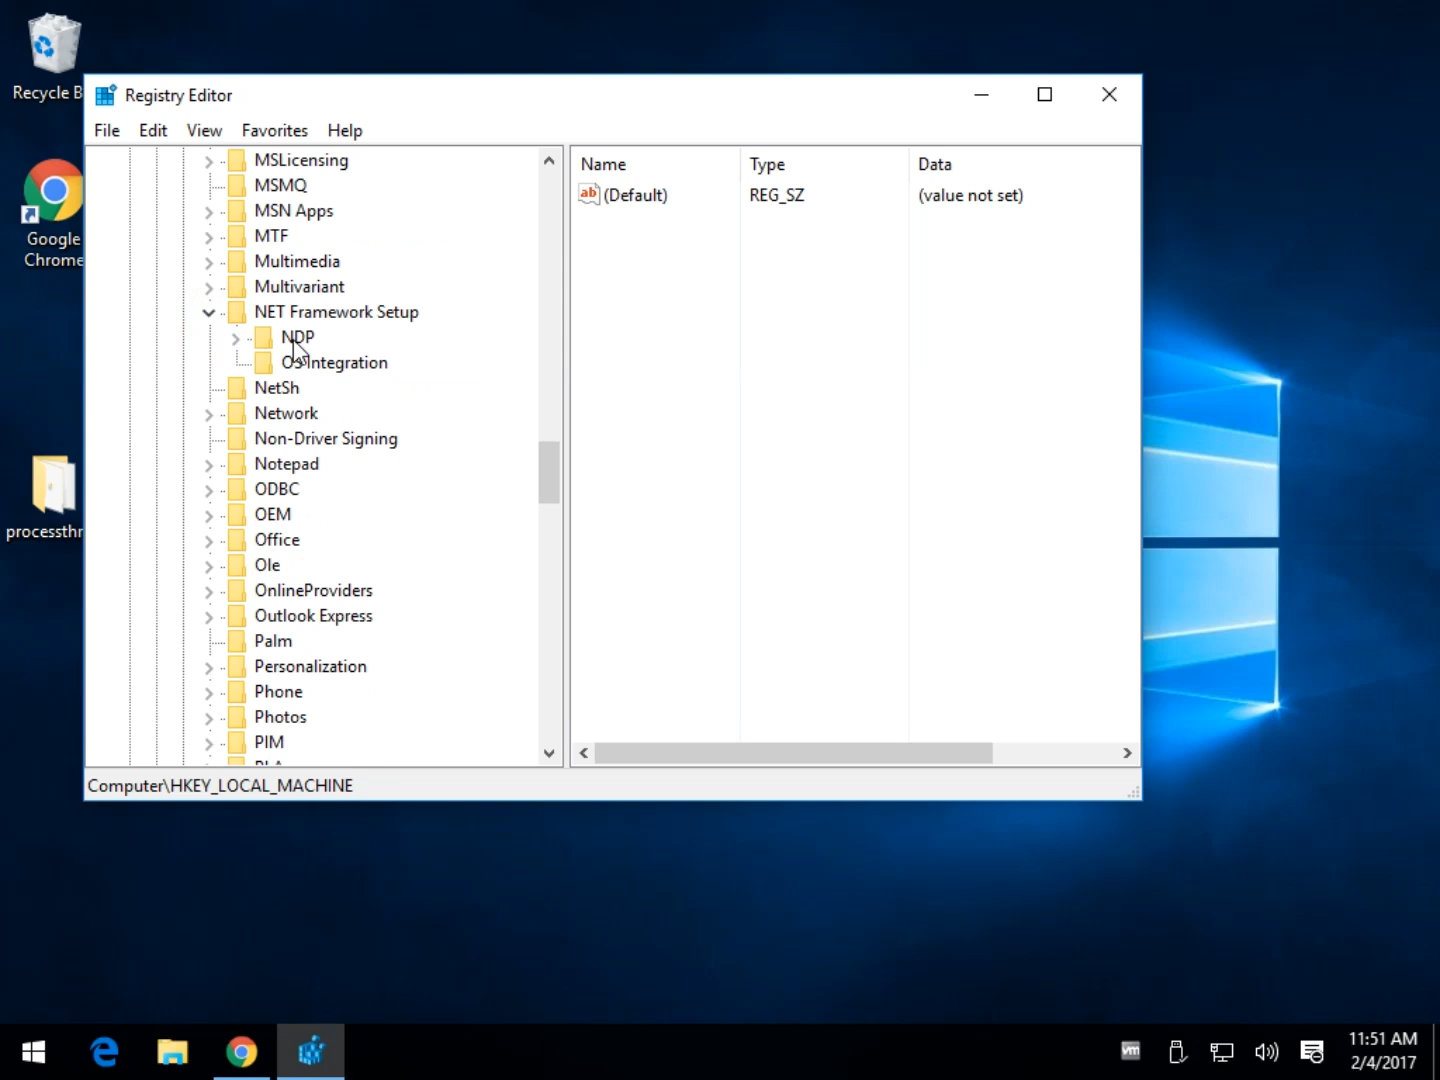 Recycle B
Registry Editor
File Edit View Favorites Help
MSLicensing
MSMQ
MSN Apps
MTF
Multimedia
Multivariant
NET Framework Setup
NDP
OS Integration
NetSh
Network
Non-Driver Signing
Notepad
ODBC
OEM
Office
Ole
OnlineProviders
Outlook Express
Palm
Personalization
Phone
Photos
PIM
Name Type Data
ab (Default) REG_SZ (value not set)
Computer\HKEY_LOCAL_MACHINE
Google
Chrome
processthr
vm
11:51 AM
2/4/2017